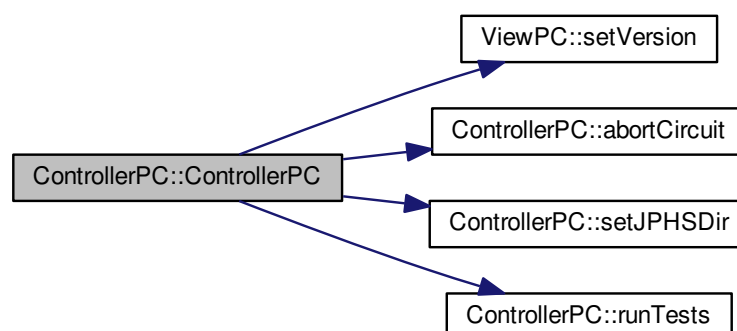 ViewPC::setVersion
ControllerPC::abortCircuit
ControllerPC::ControllerPC
ControllerPC::setJPHSDir
ControllerPC::runTests